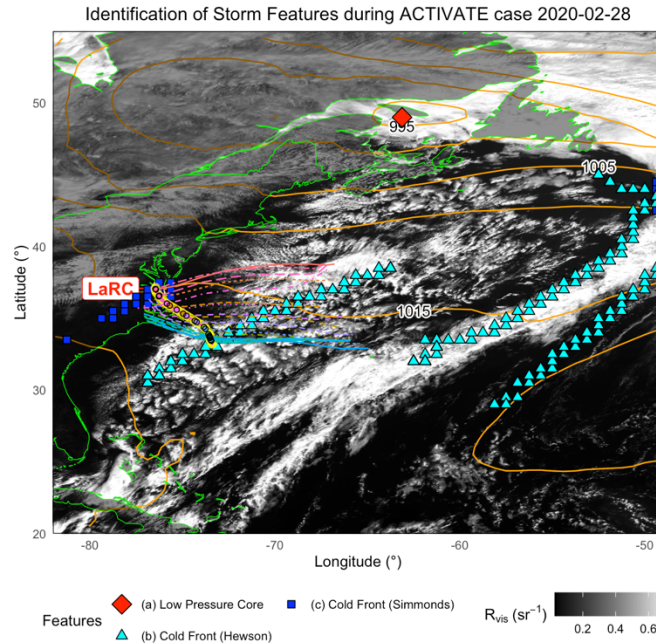 Identification of Storm Features during ACTIVATE case 2020-02-28
50
40
30
20
Latitude (°)
995
1005
LaRC
1015
-80
-70
-60
-50
Longitude (°)
Features
(a) Low Pressure Core
(c) Cold Front (Simmonds)
(b) Cold Front (Hewson)
R_vis (sr⁻¹)
0.2 0.4 0.6